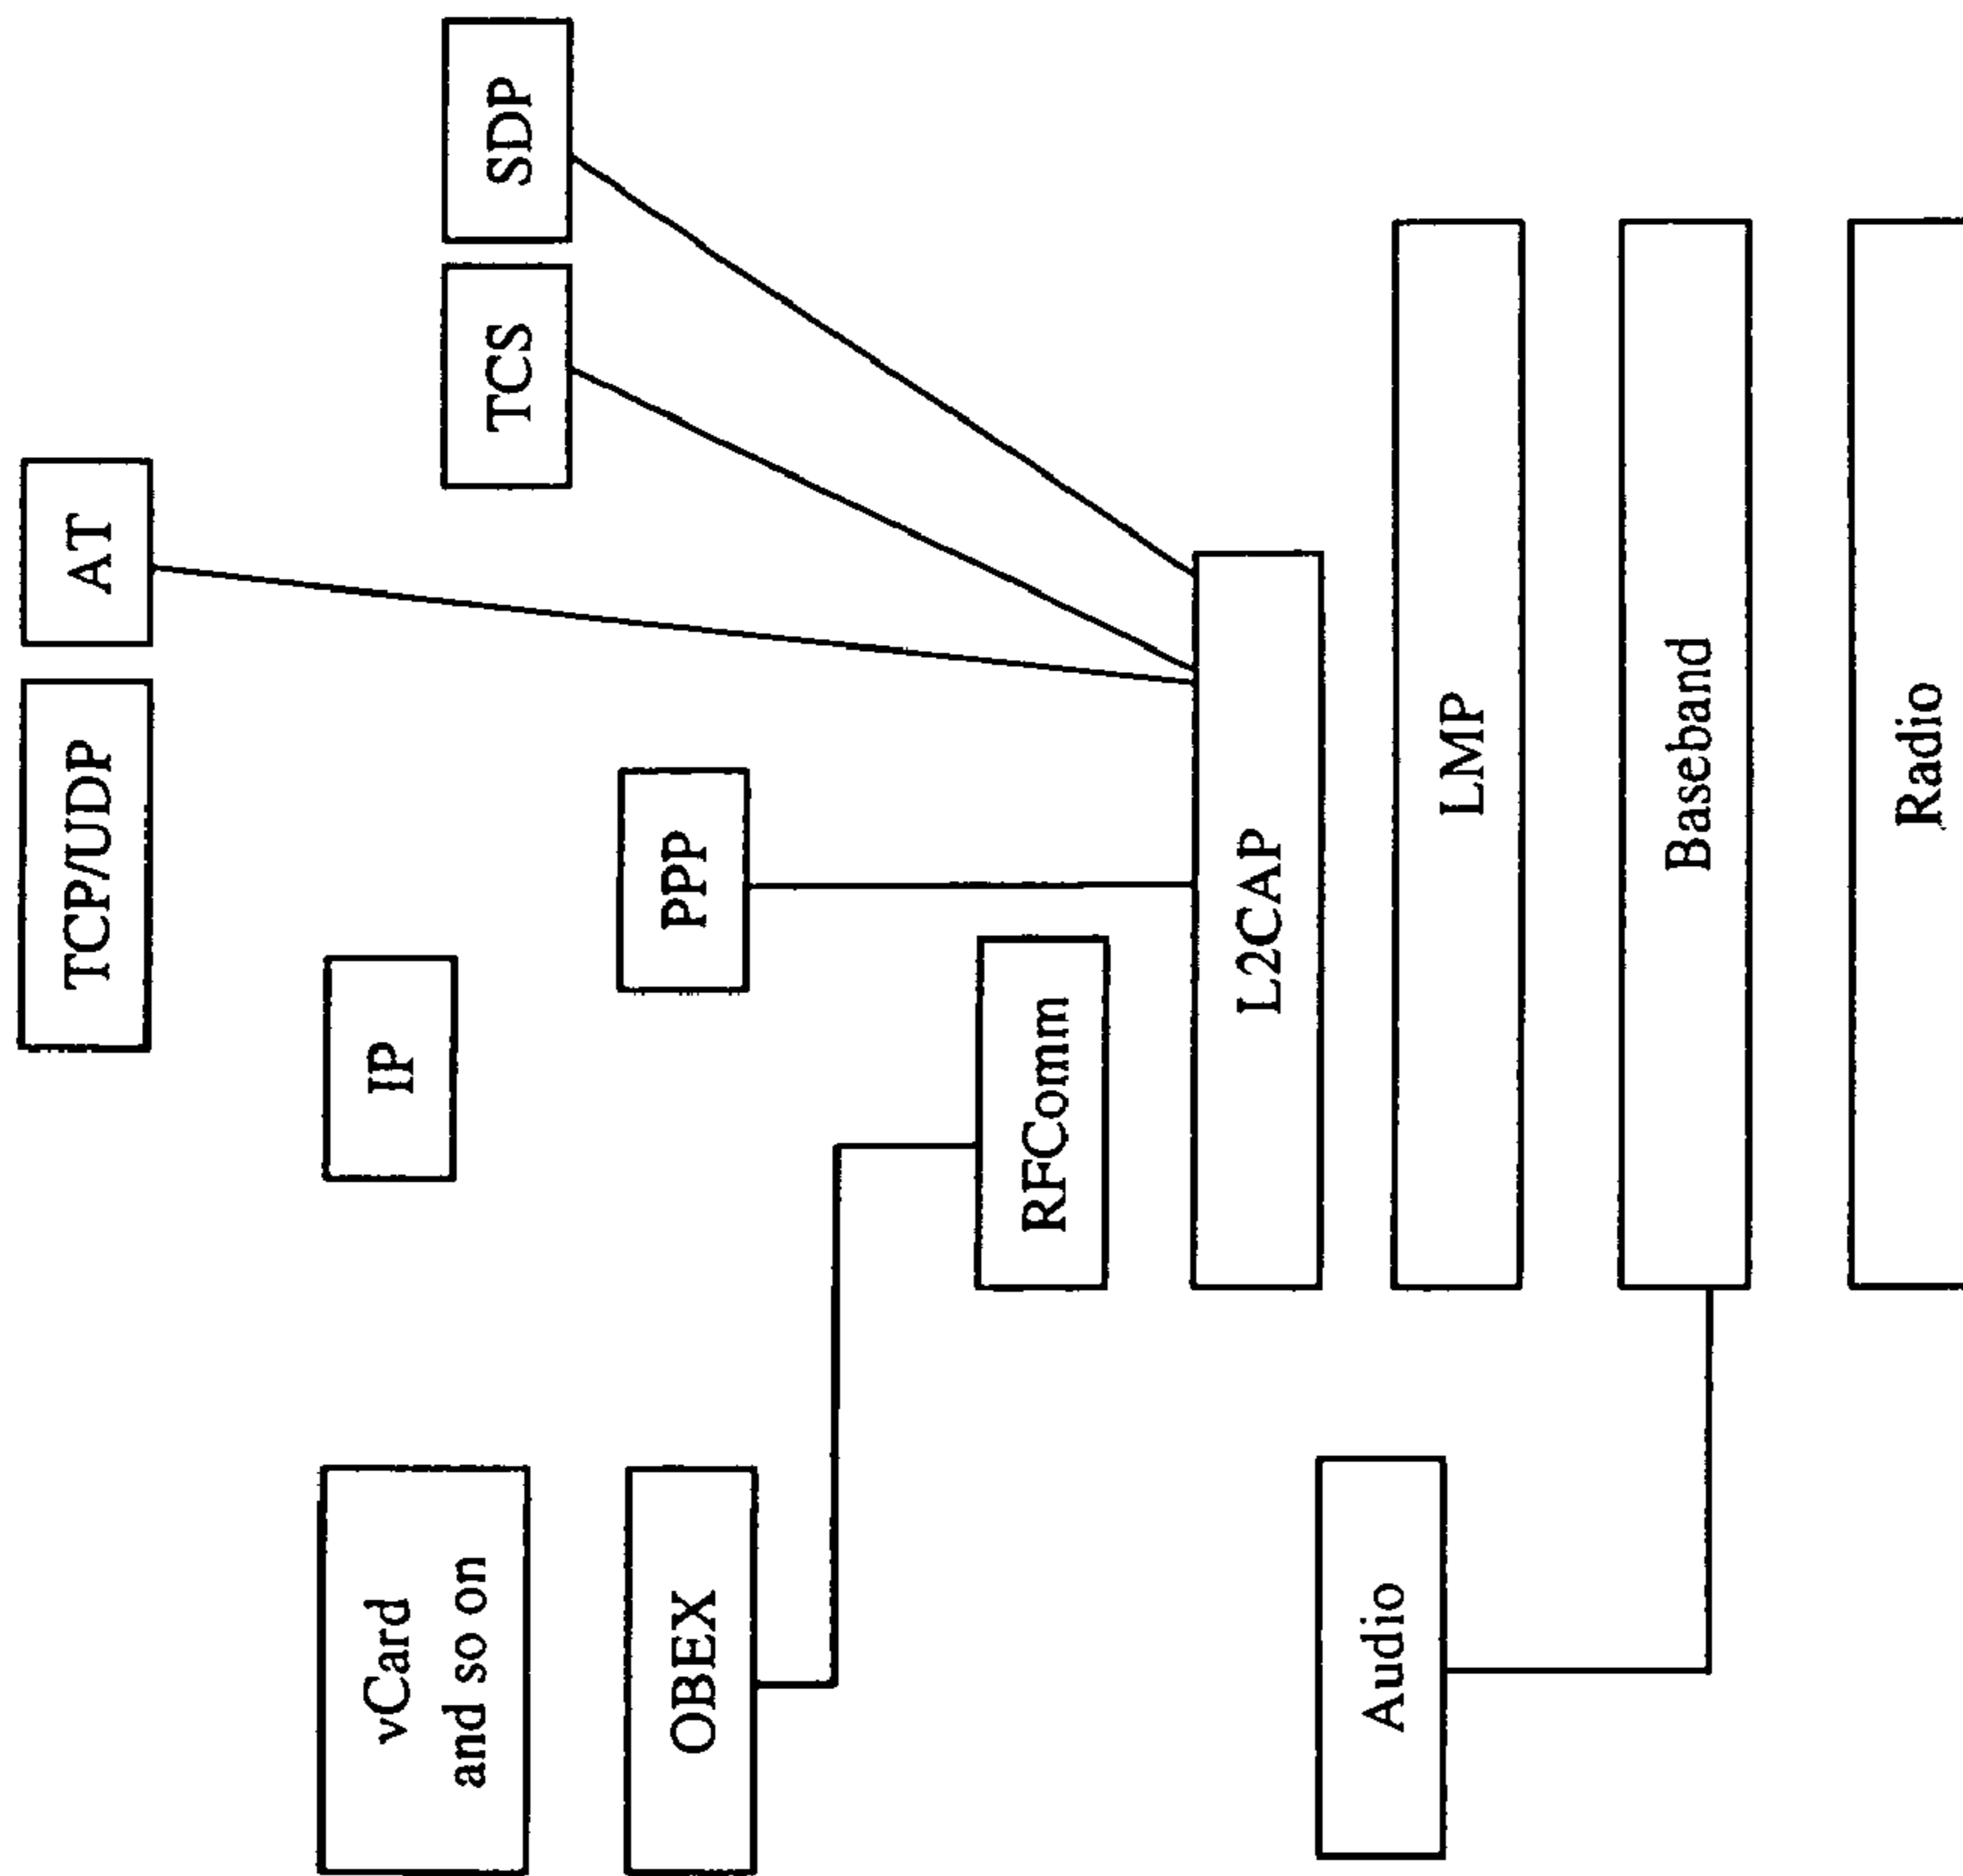 TCP/UDP
AT
vCard
and so on
IP
TCS
SDP
OBEX
PPP
RFComm
L2CAP
Audio
LMP
Baseband
Radio